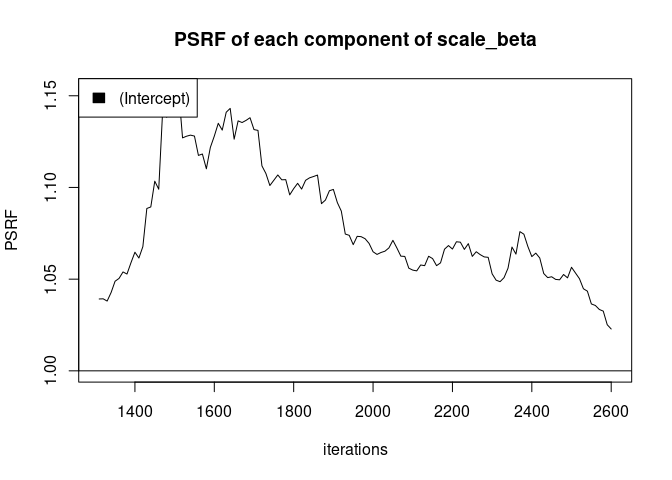 PSRF of each component of scale_beta
(Intercept)
PSRF
1.15
1.10
1.05
1.00
1400 1600 1800 2000 2200 2400 2600
iterations